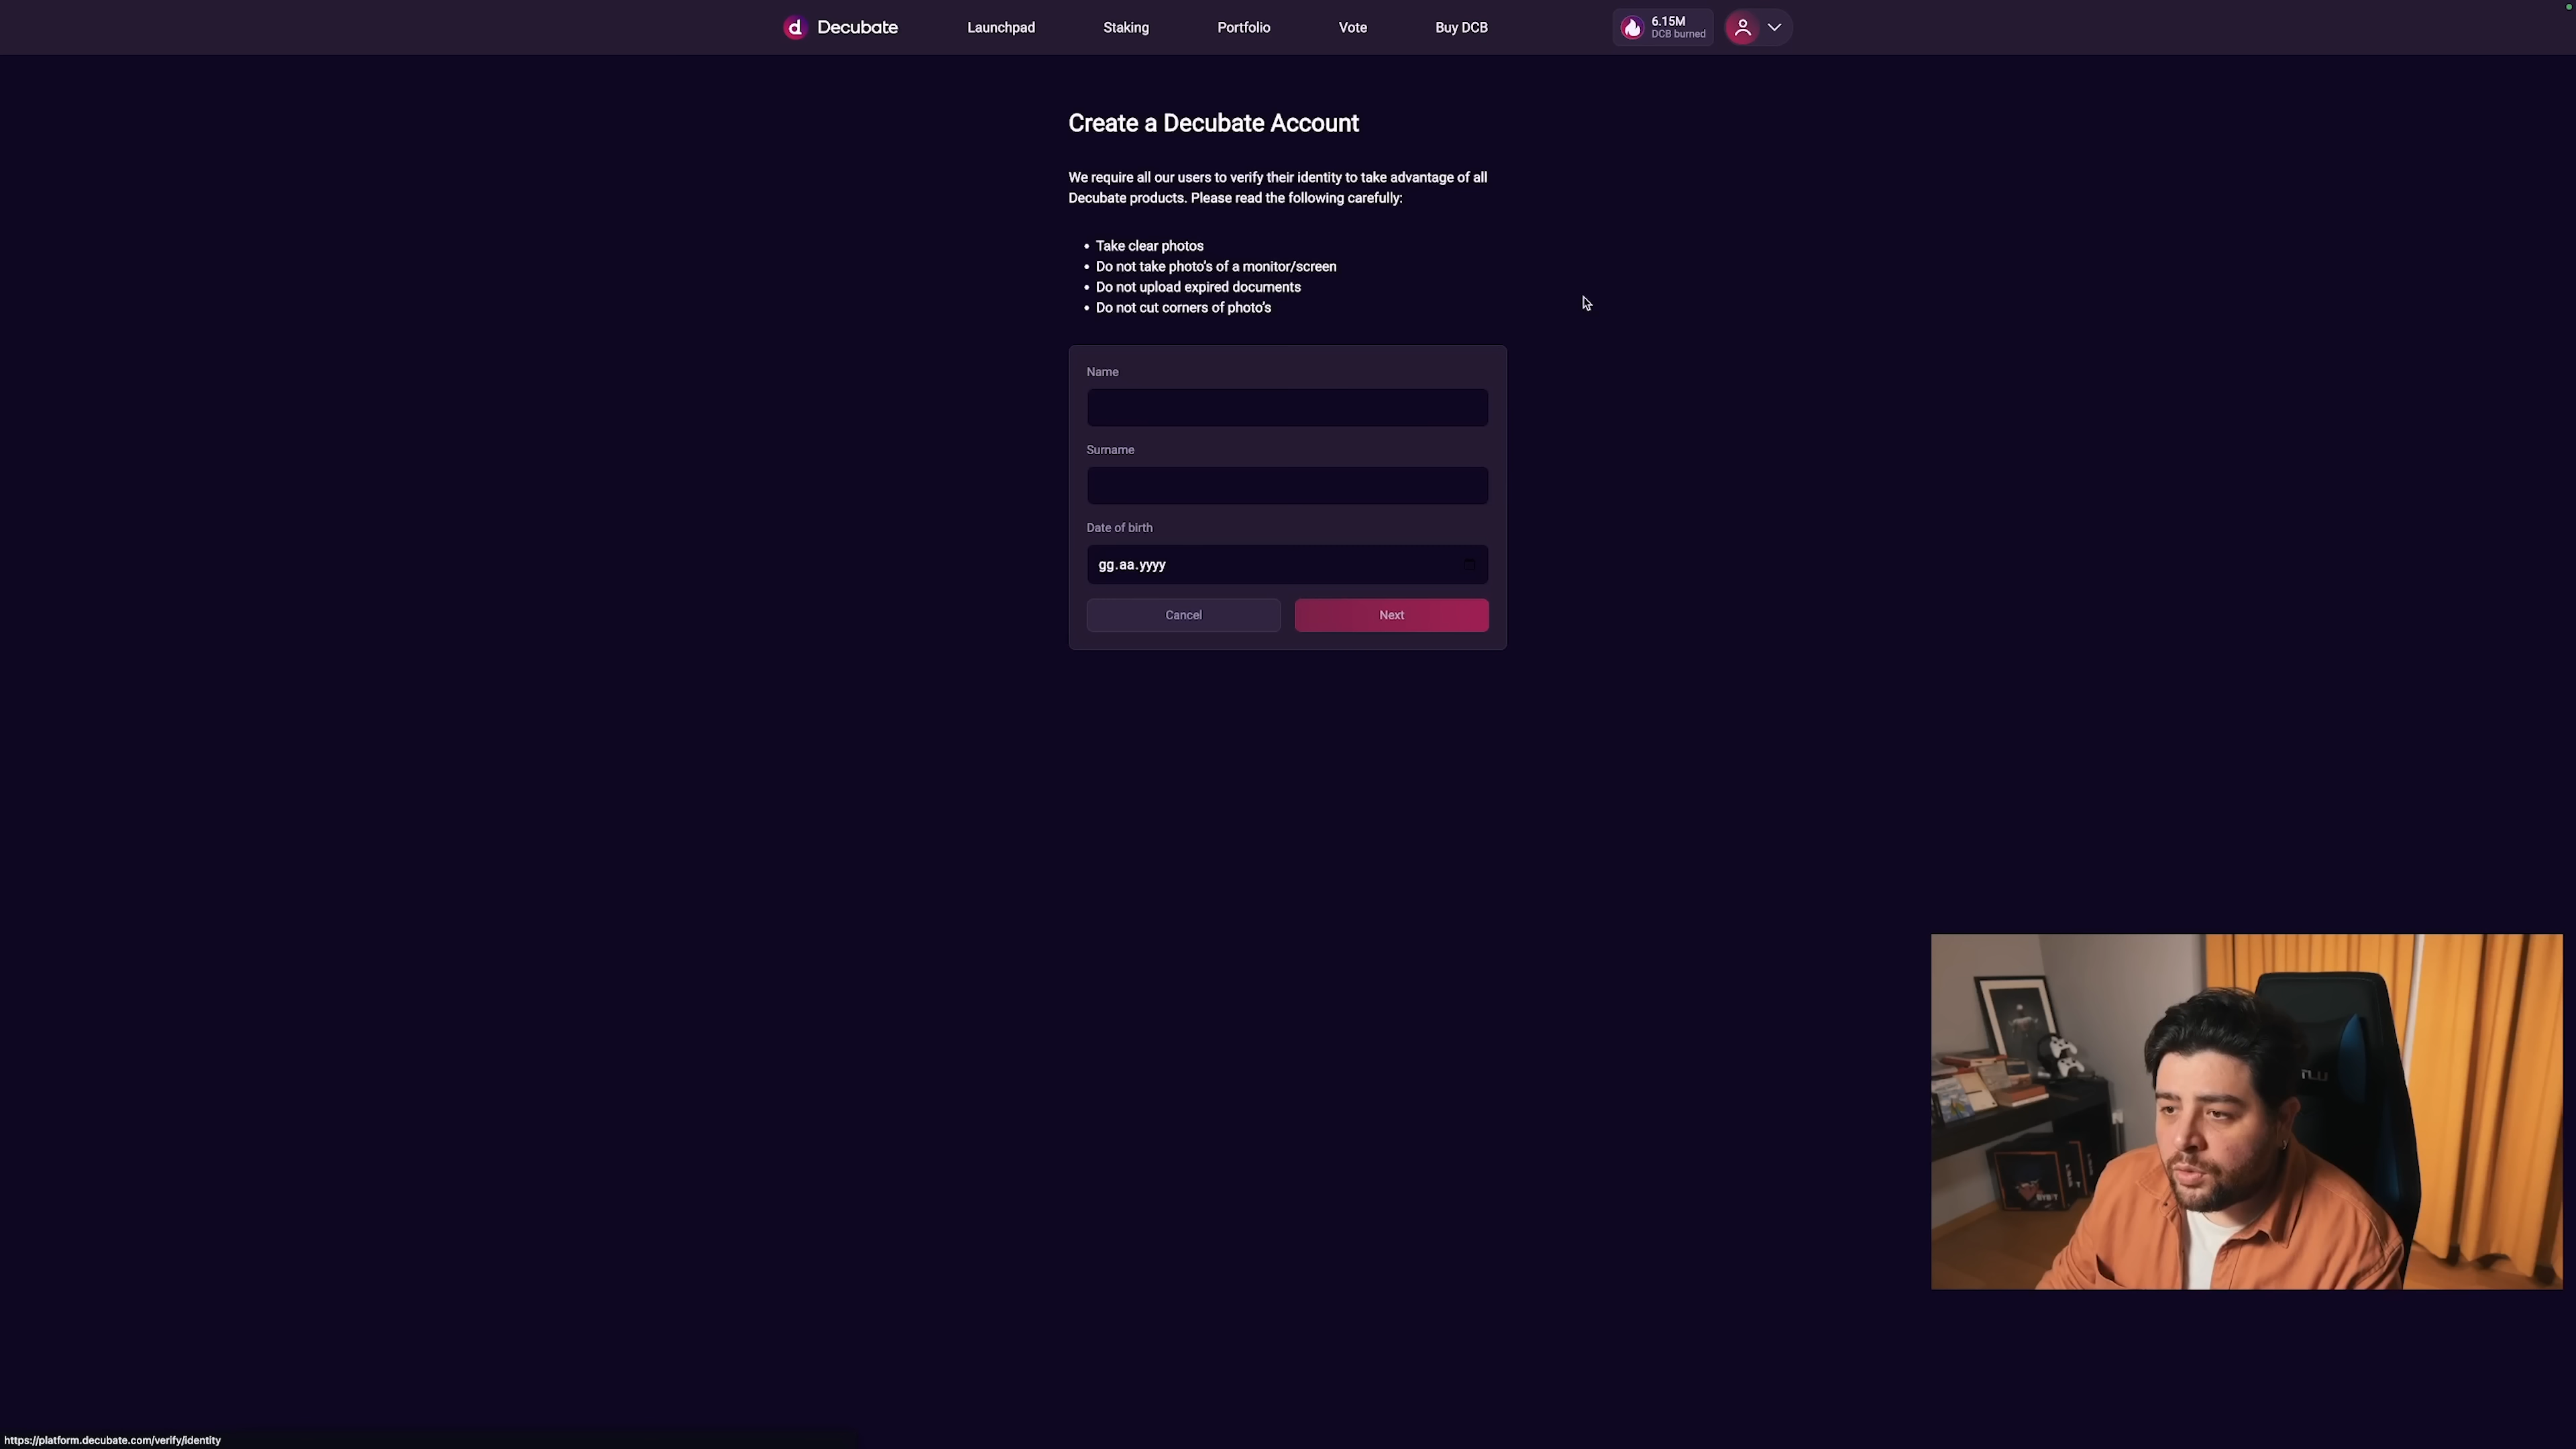 d Decubate
Launchpad
Staking
Portfolio
Vote
Buy DCB
6.15M
DCB burned
Create a Decubate Account
We require all our users to verify their identity to take advantage of all
Decubate products. Please read the following carefully:
• Take clear photos
• Do not take photo's of a monitor/screen
• Do not upload expired documents
• Do not cut corners of photo's
Name
Surname
Date of birth
gg.aa.yyyy
Cancel
Next
https://platform.decubate.com/verify/identity